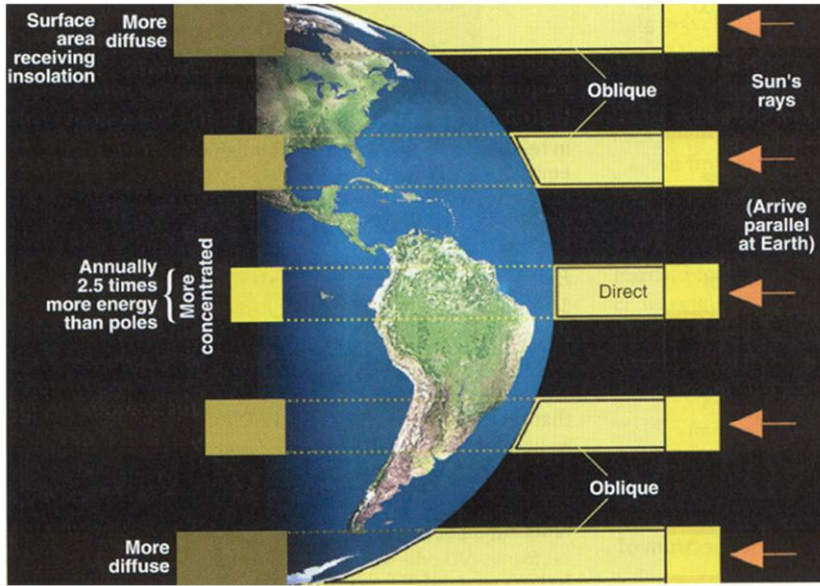 Surface
area
receiving
insolation
More
diffuse
Oblique
Sun's
rays
(Arrive
parallel
at Earth)
Annually
2.5 times
more energy
than poles
More
concentrated
Direct
Oblique
More
diffuse